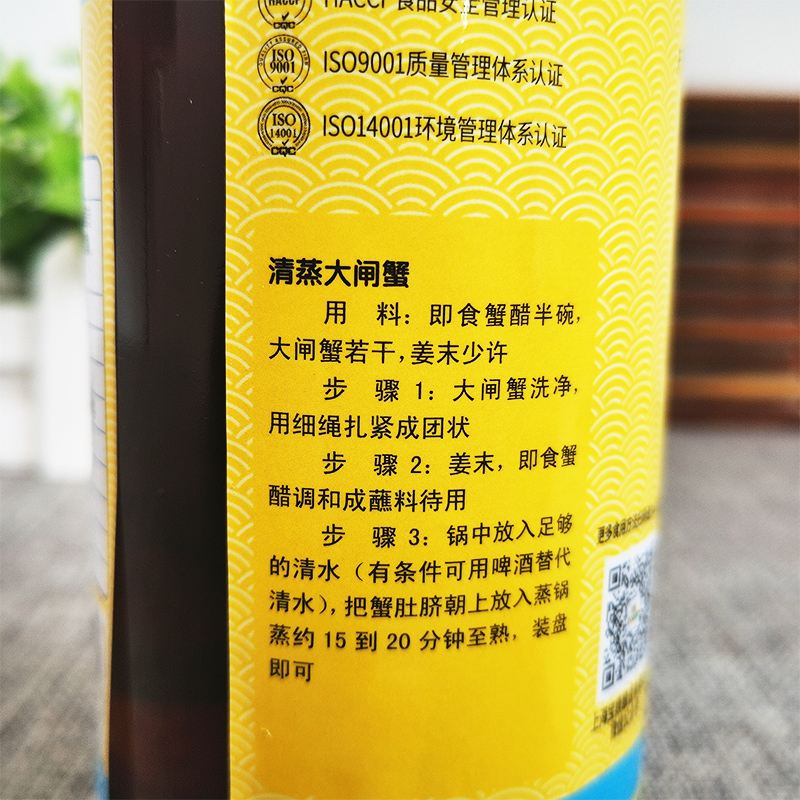 HACCP食品安全管理认证
HACCP
ISO9001质量管理体系认证
ISO
9001
CQC
ISO14001环境管理体系认证
ISO
14001
CQC
清蒸大闸蟹
用 料：即食蟹醋半碗，
大闸蟹若干，姜末少许
步 骤 1：大闸蟹洗净，
用细绳扎紧成团状
步 骤 2：姜末，即食蟹
醋调和成蘸料待用
步 骤 3：锅中放入足够
的清水（有条件可用啤酒替代
清水），把蟹肚脐朝上放入蒸锅
蒸约 15 到 20 分钟至熟，装盘
即可